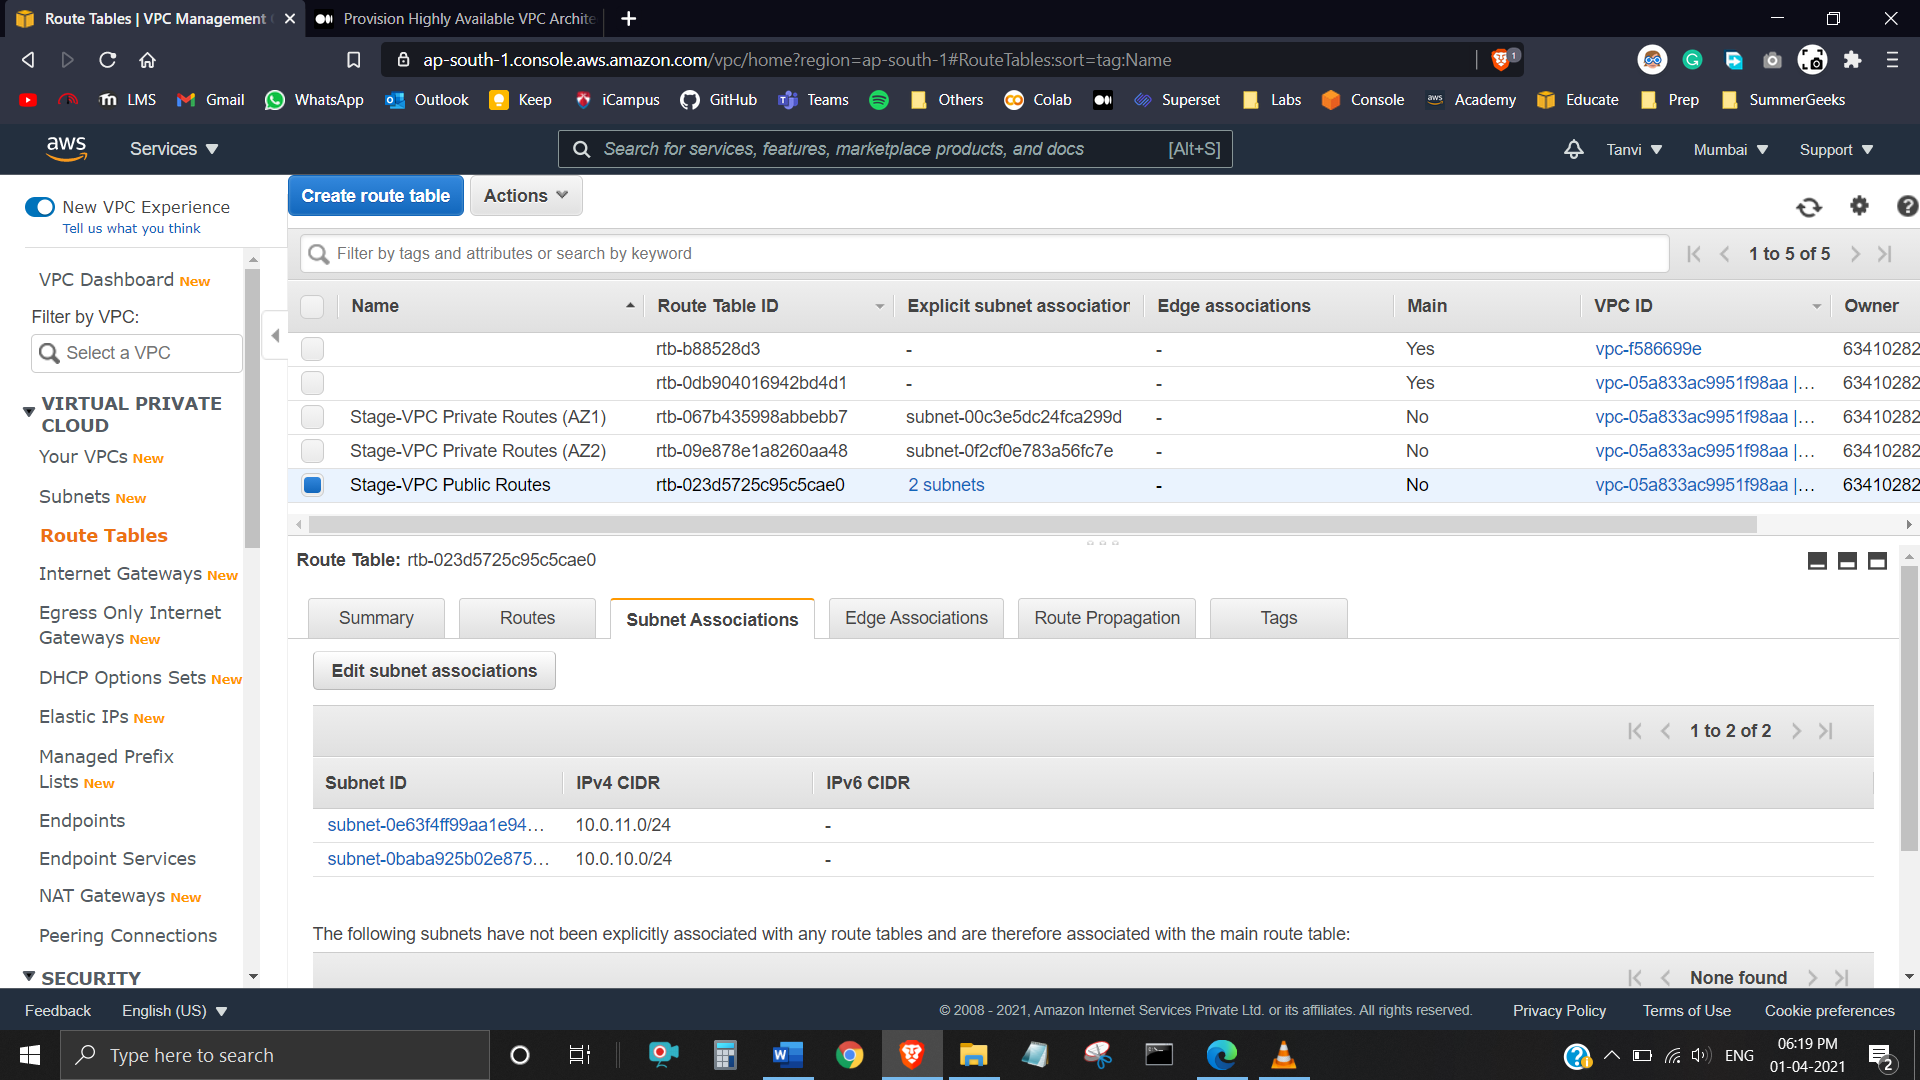 Route Tables | VPC Management
Provision Highly Available VPC Archite
ap-south-1.console.aws.amazon.com/vpc/home?region=ap-south-1#RouteTables:sort=tag:Name
1
LMS
Gmail
WhatsApp
Outlook
Keep
iCampus
GitHub
Teams
Others
Colab
Superset
Labs
Console
aws
Academy
Educate
Prep
SummerGeeks
aws
Services
Search for services, features, marketplace products, and docs
[Alt+S]
Tanvi
Mumbai
Support
New VPC Experience
Tell us what you think
Create route table
Actions
Filter by tags and attributes or search by keyword
1 to 5 of 5
VPC Dashboard New
Filter by VPC:
Select a VPC
VIRTUAL PRIVATE
CLOUD
Your VPCs New
Subnets New
Route Tables
Internet Gateways New
Egress Only Internet
Gateways New
DHCP Options Sets New
Elastic IPs New
Managed Prefix
Lists New
Endpoints
Endpoint Services
NAT Gateways New
Peering Connections
SECURITY
Name Route Table ID Explicit subnet association Edge associations Main VPC ID Owner
rtb-b88528d3 - - Yes vpc-f586699e 63410282
rtb-0db904016942bd4d1 - - Yes vpc-05a833ac9951f98aa |... 63410282
Stage-VPC Private Routes (AZ1) rtb-067b435998abbebb7 subnet-00c3e5dc24fca299d - No vpc-05a833ac9951f98aa |... 63410282
Stage-VPC Private Routes (AZ2) rtb-09e878e1a8260aa48 subnet-0f2cf0e783a56fc7e - No vpc-05a833ac9951f98aa |... 63410282
Stage-VPC Public Routes rtb-023d5725c95c5cae0 2 subnets - No vpc-05a833ac9951f98aa |... 63410282
Route Table: rtb-023d5725c95c5cae0
Summary
Routes
Subnet Associations
Edge Associations
Route Propagation
Tags
Edit subnet associations
1 to 2 of 2
Subnet ID IPv4 CIDR IPv6 CIDR
subnet-0e63f4ff99aa1e94... 10.0.11.0/24 -
subnet-0baba925b02e875... 10.0.10.0/24 -
The following subnets have not been explicitly associated with any route tables and are therefore associated with the main route table:
None found
Feedback
English (US)
© 2008 - 2021, Amazon Internet Services Private Ltd. or its affiliates. All rights reserved.
Privacy Policy
Terms of Use
Cookie preferences
Type here to search
ENG
06:19 PM
01-04-2021
2